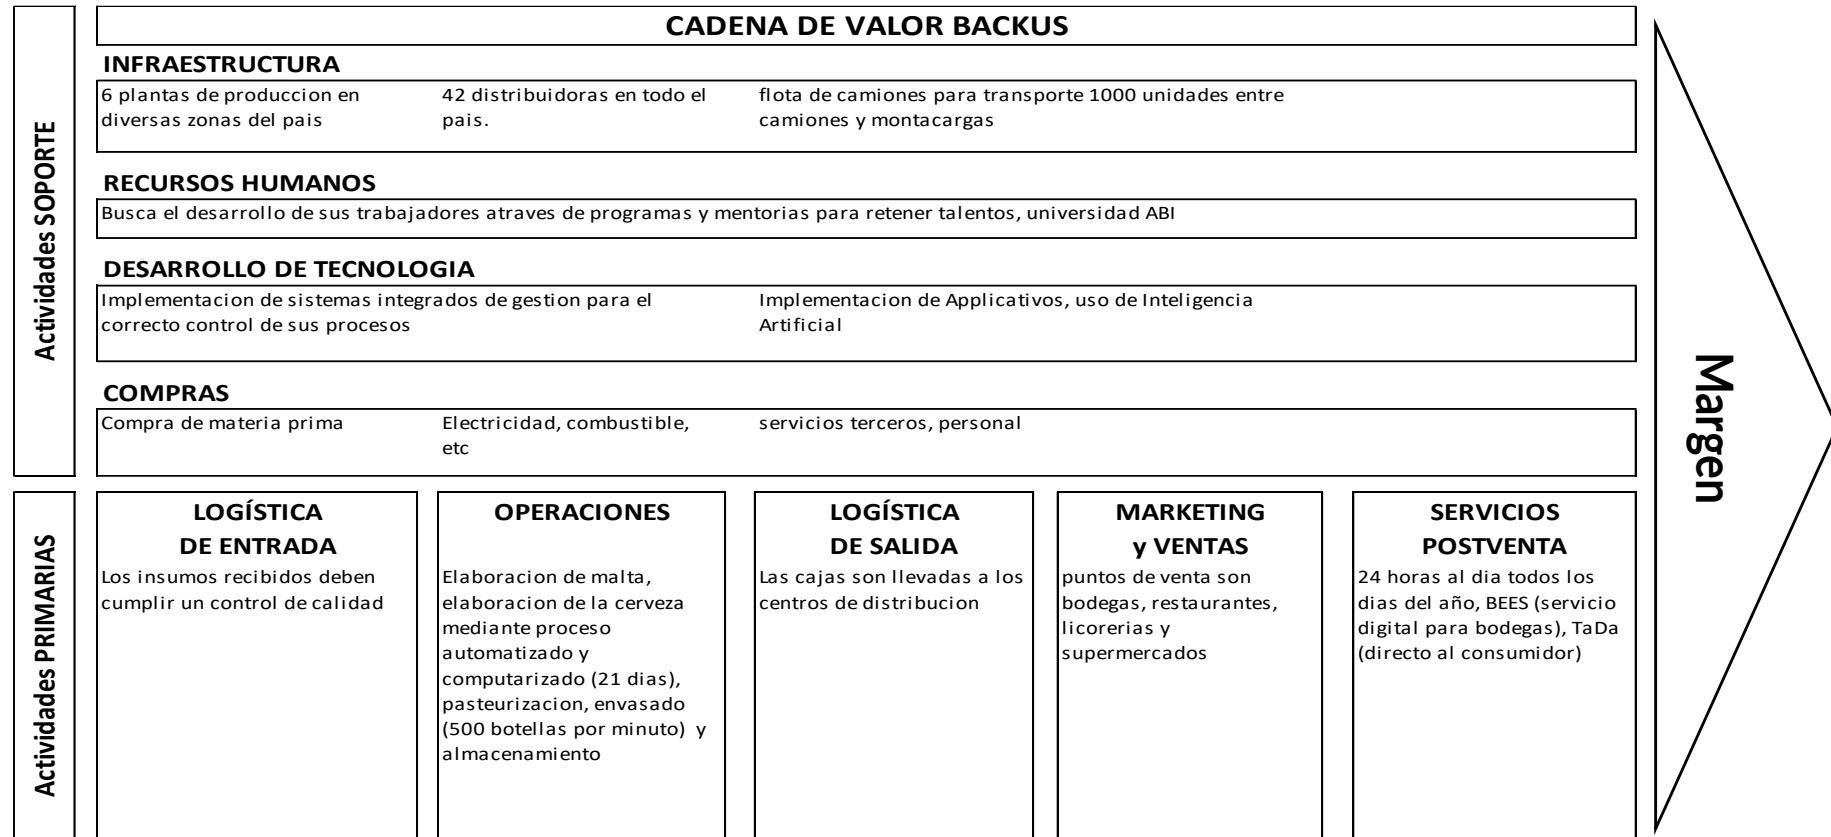 CADENA DE VALOR BACKUS
Actividades SOPORTE
INFRAESTRUCTURA
6 plantas de produccion en
diversas zonas del pais
42 distribuidoras en todo el
pais.
flota de camiones para transporte 1000 unidades entre
camiones y montacargas
RECURSOS HUMANOS
Busca el desarrollo de sus trabajadores atraves de programas y mentorias para retener talentos, universidad ABI
DESARROLLO DE TECNOLOGIA
Implementacion de sistemas integrados de gestion para el
correcto control de sus procesos
Implementacion de Applicativos, uso de Inteligencia
Artificial
COMPRAS
Compra de materia prima
Electricidad, combustible,
etc
servicios terceros, personal
Margen
Actividades PRIMARIAS
LOGÍSTICA
DE ENTRADA
Los insumos recibidos deben
cumplir un control de calidad
OPERACIONES
Elaboracion de malta,
elaboracion de la cerveza
mediante proceso
automatizado y
computarizado (21 dias),
pasteurizacion, envasado
(500 botellas por minuto) y
almacenamiento
LOGÍSTICA
DE SALIDA
Las cajas son llevadas a los
centros de distribucion
MARKETING
y VENTAS
puntos de venta son
bodegas, restaurantes,
licorerias y
supermercados
SERVICIOS
POSTVENTA
24 horas al dia todos los
dias del año, BEES (servicio
digital para bodegas), TaDa
(directo al consumidor)